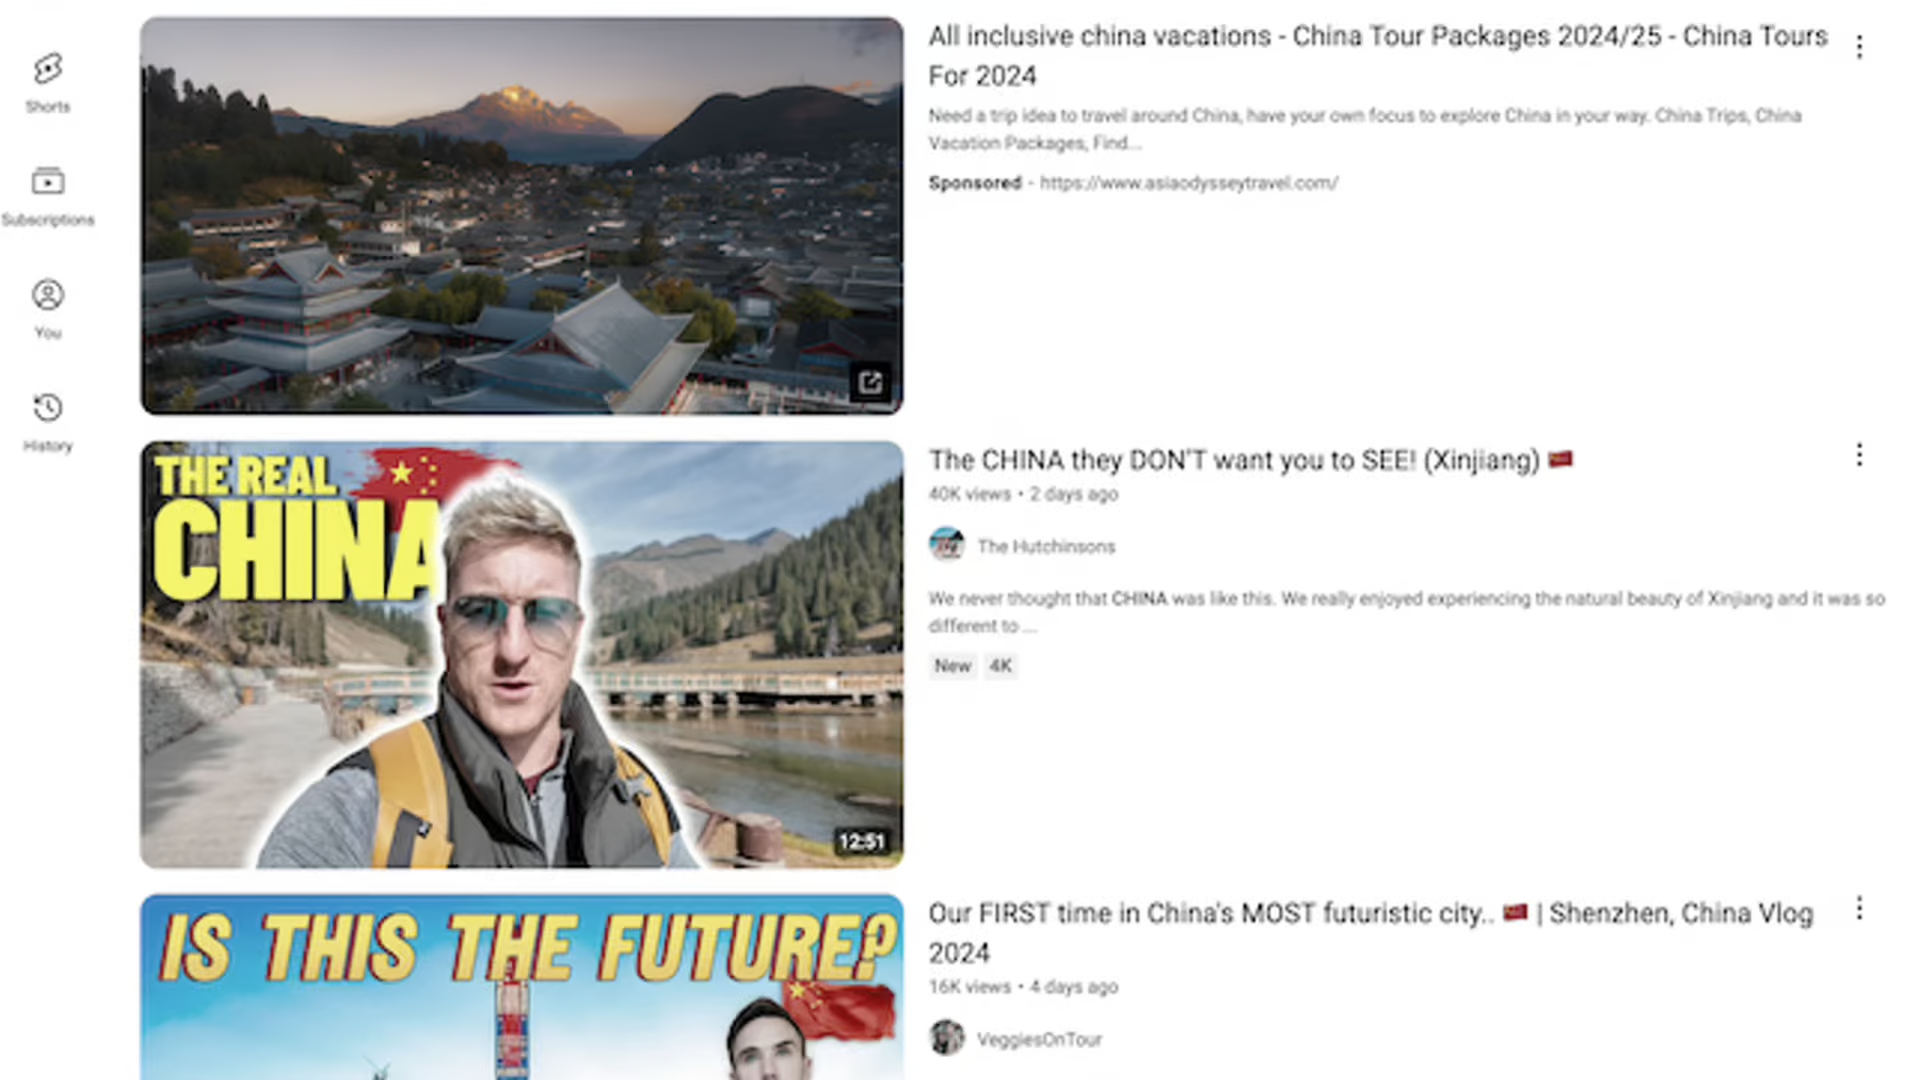 Shorts
Subscriptions
You
History
All inclusive china vacations - China Tour Packages 2024/25 - China Tours
For 2024
Need a trip idea to travel around China, have your own focus to explore China in your way. China Trips, China
Vacation Packages, Find...
Sponsored - https://www.asiaodysseytravel.com/
THE REAL
CHINA
12:51
The CHINA they DON'T want you to SEE! (Xinjiang) 🇨🇳
40K views • 2 days ago
The Hutchinsons
We never thought that CHINA was like this. We really enjoyed experiencing the natural beauty of Xinjiang and it was so
different to ...
New 4K
IS THIS THE FUTURE?
Our FIRST time in China's MOST futuristic city.. 🇨🇳 | Shenzhen, China Vlog
2024
16K views • 4 days ago
VeggiesOnTour